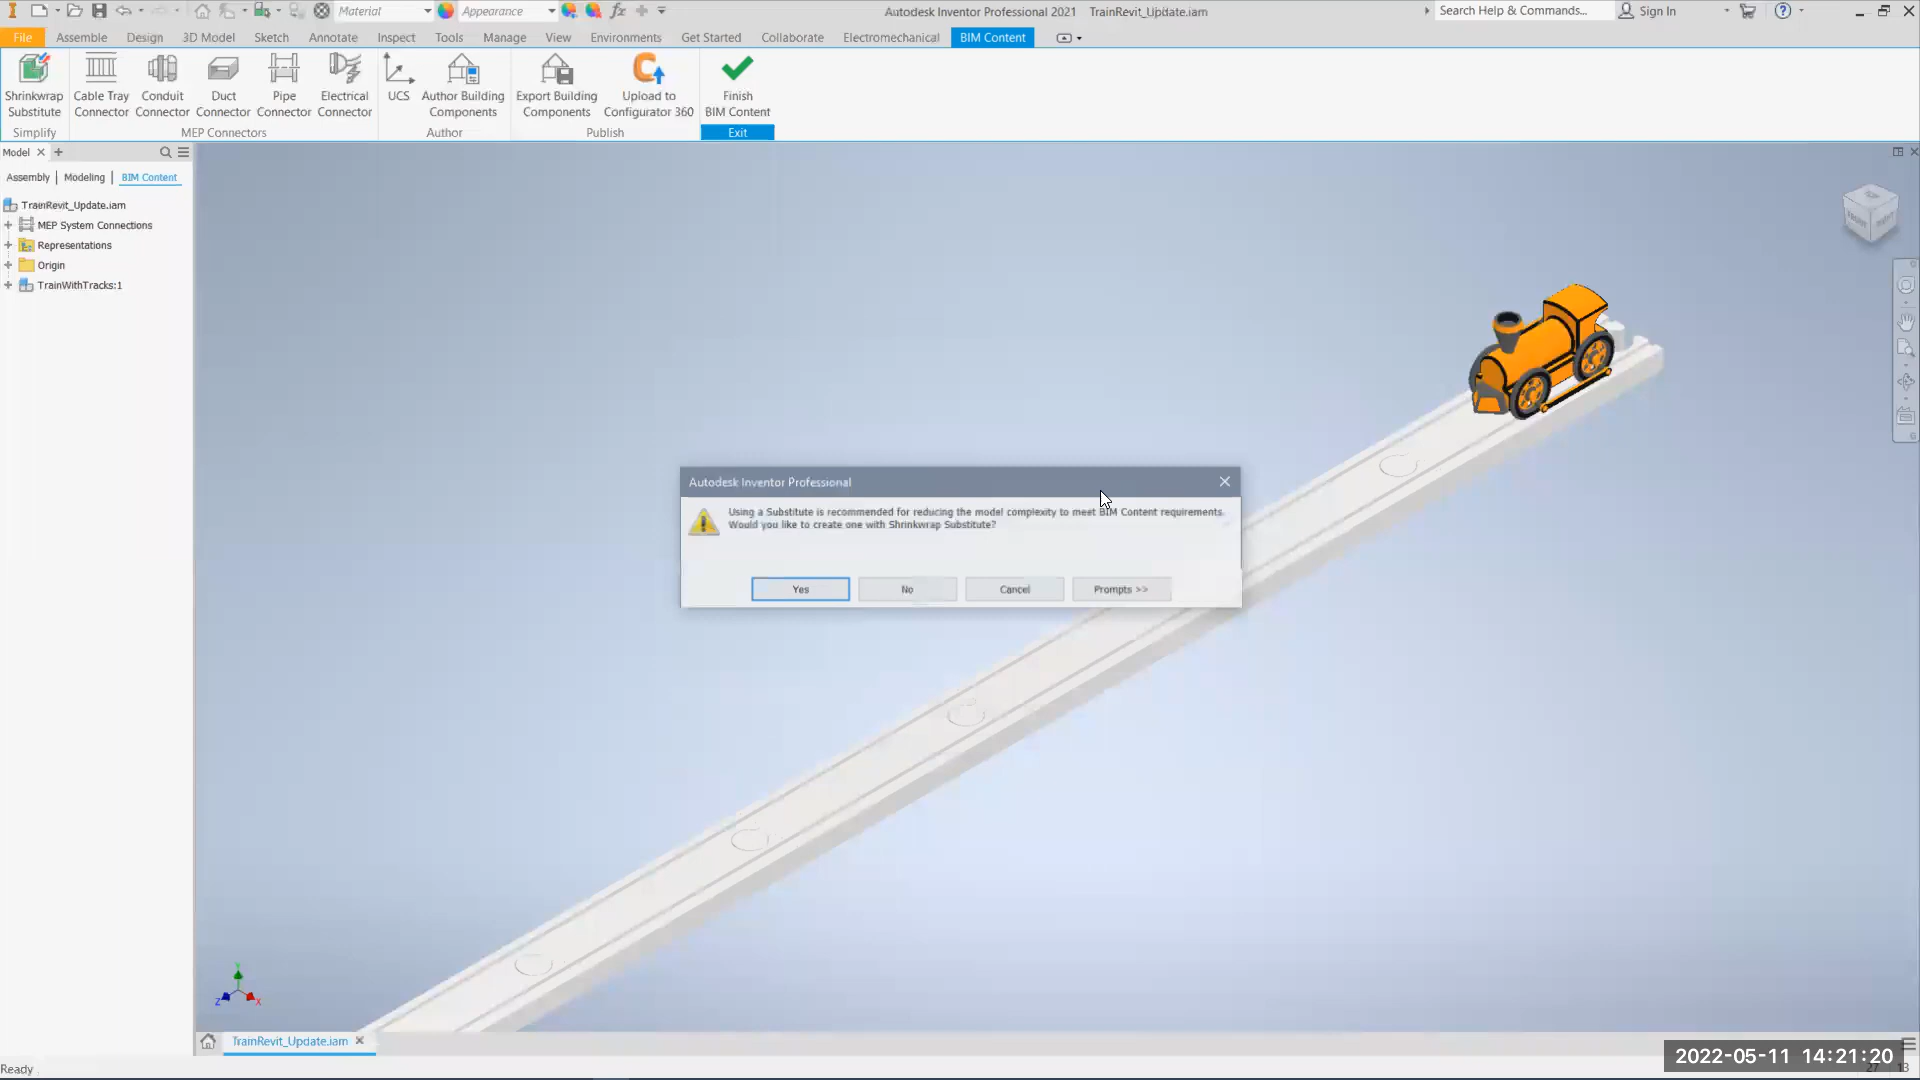 Material
Appearance
Autodesk Inventor Professional 2021 TrainRevit_Update.iam
Search Help & Commands...
Sign In
File Assemble Design 3D Model Sketch Annotate Inspect Tools Manage View Environments Get Started Collaborate Electromechanical BIM Content
Shrinkwrap Substitute
Cable Tray Connector
Conduit Connector
Duct Connector
Pipe Connector
Electrical Connector
UCS
Author Building Components
Export Building Components
Upload to Configurator 360
Finish BIM Content
Simplify MEP Connectors Author Publish Exit
Model
Assembly | Modeling | BIM Content
TrainRevit_Update.iam
MEP System Connections
Representations
Origin
TrainWithTracks:1
Autodesk Inventor Professional
Using a Substitute is recommended for reducing the model complexity to meet BIM Content requirements.
Would you like to create one with Shrinkwrap Substitute?
Yes No Cancel Prompts >>
Y
Z X
TrainRevit_Update.iam
Ready
2022-05-11 14:21:20